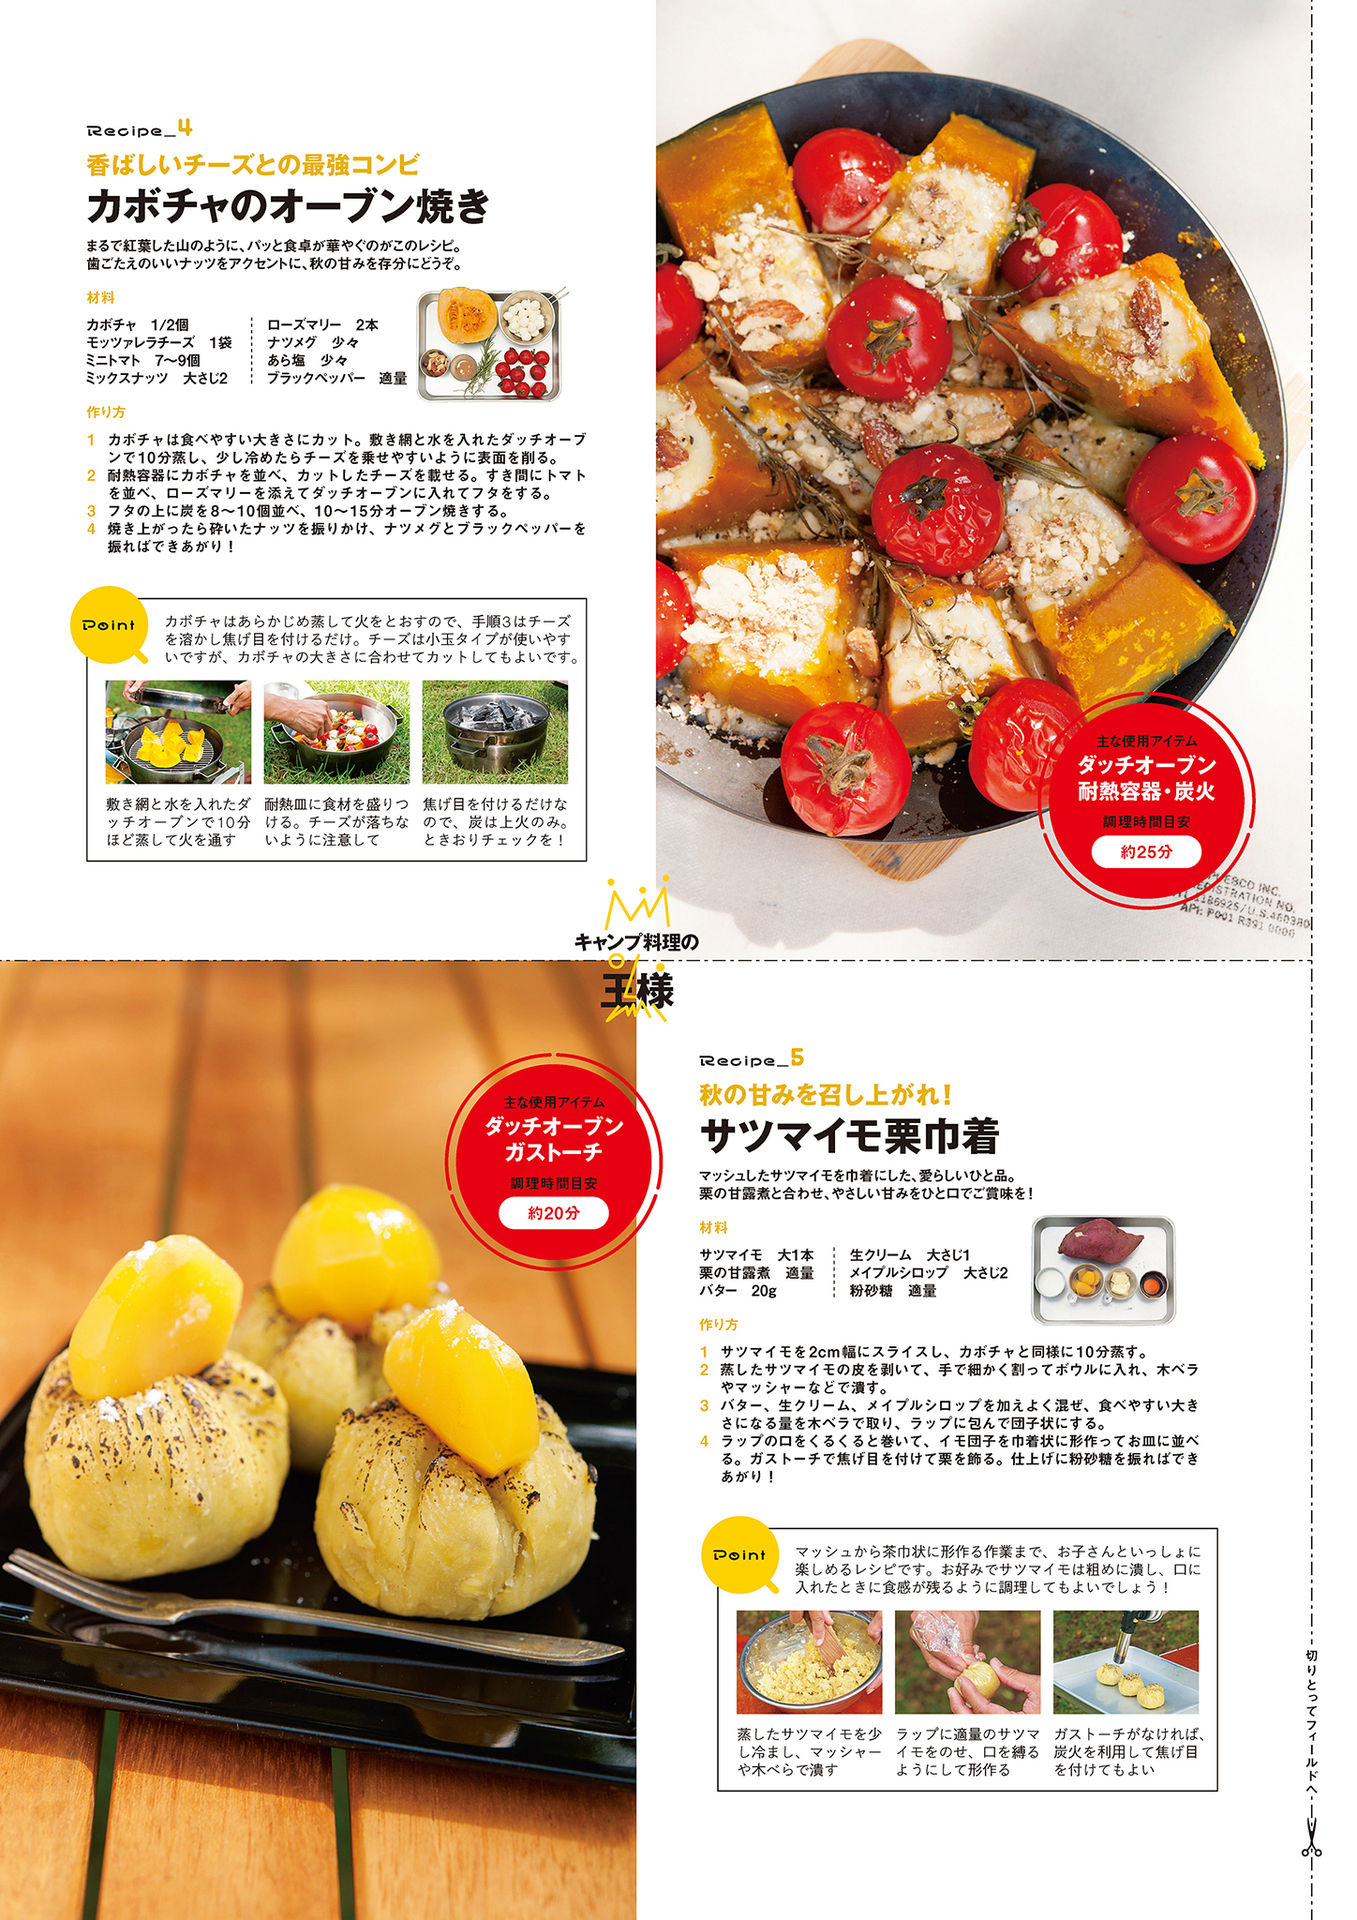 Recipe_4
香ばしいチーズとの最強コンビ
カボチャのオーブン焼き
まるで紅葉した山のように、パッと食卓が華やぐのがこのレシピ。
歯ごたえのいいナッツをアクセントに、秋の甘みを存分にどうぞ。
材料
カボチャ 1/2個
モッツァレラチーズ 1袋
ミニトマト 7〜9個
ミックスナッツ 大さじ2
ローズマリー 2本
ナツメグ 少々
あら塩 少々
ブラックペッパー 適量
作り方
1 カボチャは食べやすい大きさにカット。敷き網と水を入れたダッチオーブ
ンで10分蒸し、少し冷めたらチーズを乗せやすいように表面を削る。
2 耐熱容器にカボチャを並べ、カットしたチーズを載せる。すき間にトマト
を並べ、ローズマリーを添えてダッチオーブンに入れてフタをする。
3 フタの上に炭を8〜10個並べ、10〜15分オーブン焼きする。
4 焼き上がったら砕いたナッツを振りかけ、ナツメグとブラックペッパーを
振ればできあがり！
Point
カボチャはあらかじめ蒸して火をとおすので、手順3はチーズ
を溶かし焦げ目を付けるだけ。チーズは小玉タイプが使いやす
いですが、カボチャの大きさに合わせてカットしてもよいです。
敷き網と水を入れたダ
ッチオーブンで10分
ほど蒸して火を通す
耐熱皿に食材を盛りつ
ける。チーズが落ちな
いように注意して
焦げ目を付けるだけな
ので、炭は上火のみ。
ときおりチェックを！
主な使用アイテム
ダッチオーブン
耐熱容器・炭火
調理時間目安
約25分
ESCO INC.
REGISTRATION NO.
1186925/U.S.460380
API: P001 R391 0000
キャンプ料理の
王様
主な使用アイテム
ダッチオーブン
ガストーチ
調理時間目安
約20分
Recipe_5
秋の甘みを召し上がれ！
サツマイモ栗巾着
マッシュしたサツマイモを巾着にした、愛らしいひと品。
栗の甘露煮と合わせ、やさしい甘みをひと口でご賞味を！
材料
サツマイモ 大1本
栗の甘露煮 適量
バター 20g
生クリーム 大さじ1
メイプルシロップ 大さじ2
粉砂糖 適量
作り方
1 サツマイモを2cm幅にスライスし、カボチャと同様に10分蒸す。
2 蒸したサツマイモの皮を剥いて、手で細かく割ってボウルに入れ、木ベラ
やマッシャーなどで潰す。
3 バター、生クリーム、メイプルシロップを加えよく混ぜ、食べやすい大き
さになる量を木ベラで取り、ラップに包んで団子状にする。
4 ラップの口をくるくると巻いて、イモ団子を巾着状に形作ってお皿に並べ
る。ガストーチで焦げ目を付けて栗を飾る。仕上げに粉砂糖を振ればでき
あがり！
Point
マッシュから茶巾状に形作る作業まで、お子さんといっしょに
楽しめるレシピです。お好みでサツマイモは粗めに潰し、口に
入れたときに食感が残るように調理してもよいでしょう！
蒸したサツマイモを少
し冷まし、マッシャー
や木べらで潰す
ラップに適量のサツマ
イモをのせ、口を縛る
ようにして形作る
ガストーチがなければ、
炭火を利用して焦げ目
を付けてもよい
切りとってフィールドへ